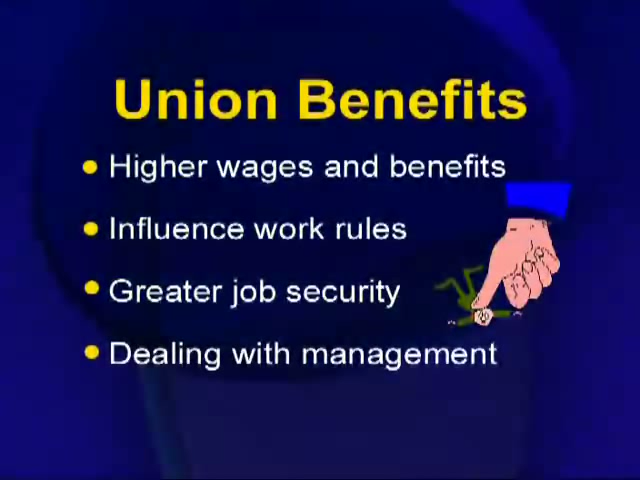 Union Benefits
Higher wages and benefits
Influence work rules
Greater job security
Dealing with management